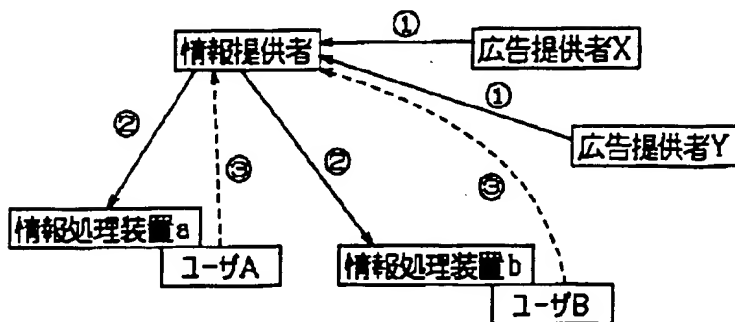 ①
情報提供者
広告提供者X
①
②
広告提供者Y
③
②
③
情報処理装置a
ユーザA
情報処理装置b
ユーザB